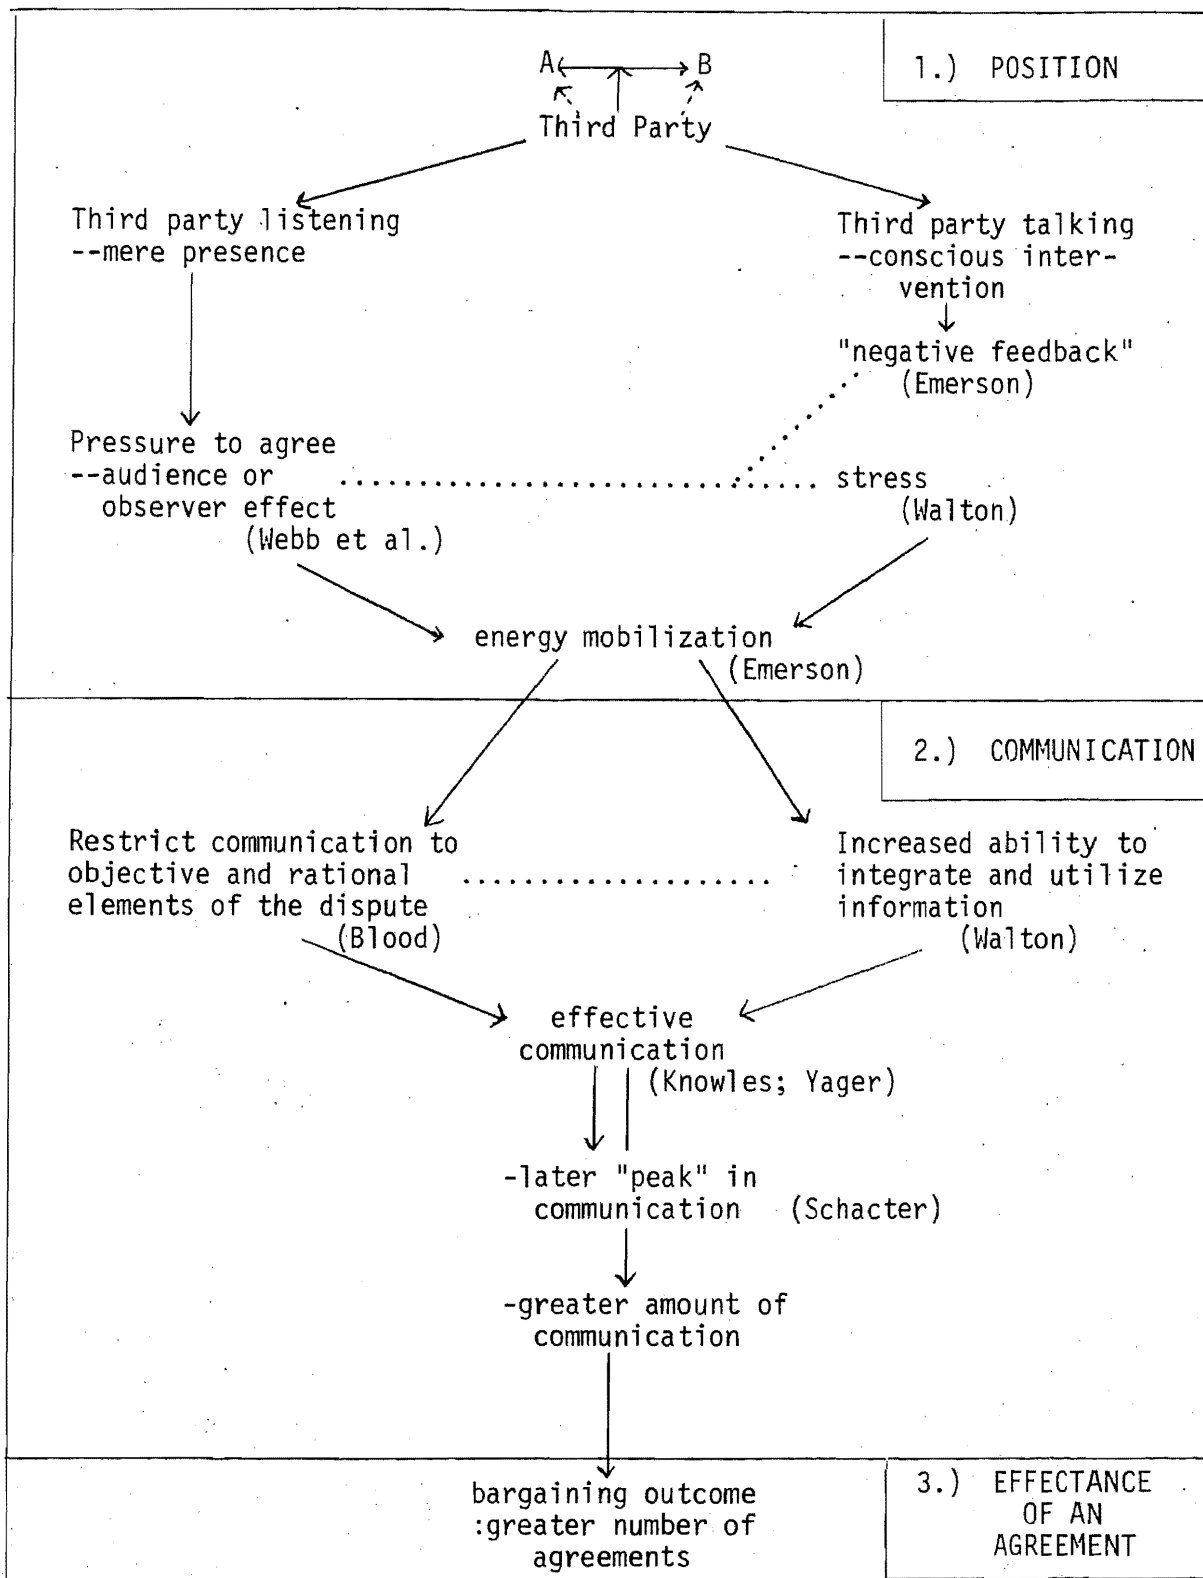 1.) POSITION
A B
Third Party
Third party listening
--mere presence
Third party talking
--conscious inter-
vention
"negative feedback"
(Emerson)
Pressure to agree
--audience or
observer effect
(Webb et al.)
stress
(Walton)
energy mobilization
(Emerson)
2.) COMMUNICATION
Restrict communication to
objective and rational
elements of the dispute
(Blood)
Increased ability to
integrate and utilize
information
(Walton)
effective
communication
(Knowles; Yager)
-later "peak" in
communication (Schacter)
-greater amount of
communication
3.) EFFECTANCE
OF AN
AGREEMENT
bargaining outcome
:greater number of
agreements